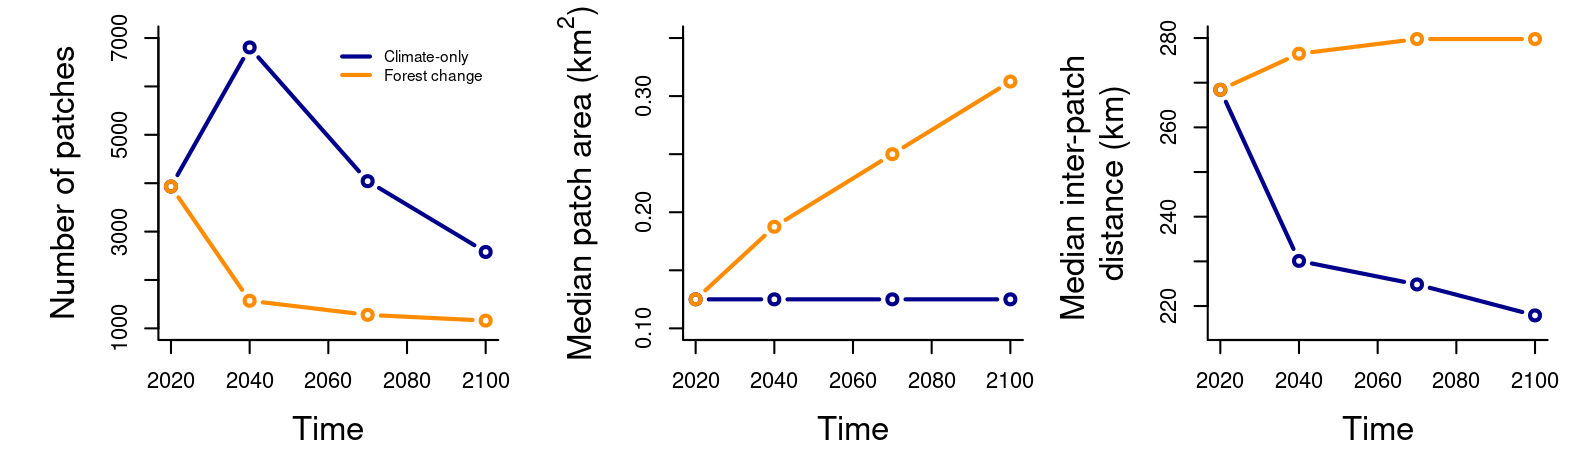 Number of patches
7000
5000
3000
1000
Climate-only
Forest change
2020 2040 2060 2080 2100
Time
Median patch area (km²)
0.30
0.20
0.10
2020 2040 2060 2080 2100
Time
Median inter-patch
distance (km)
280
260
240
220
2020 2040 2060 2080 2100
Time